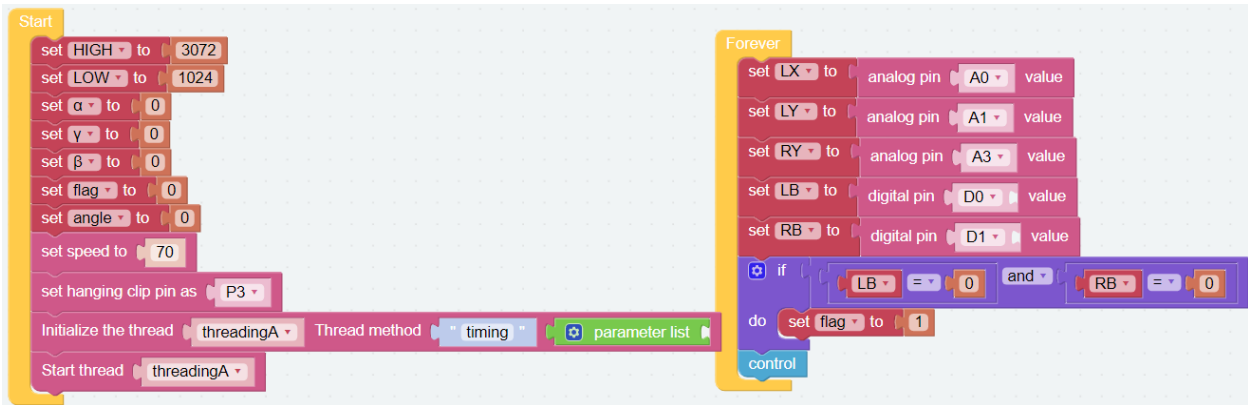 Start
set HIGH to 3072
set LOW to 1024
set α to 0
set γ to 0
set β to 0
set flag to 0
set angle to 0
set speed to 70
set hanging clip pin as P3
Initialize the thread threadingA Thread method " timing " parameter list
Start thread threadingA
Forever
set LX to analog pin A0 value
set LY to analog pin A1 value
set RY to analog pin A3 value
set LB to digital pin D0 value
set RB to digital pin D1 value
if LB = 0 and RB = 0
do set flag to 1
control